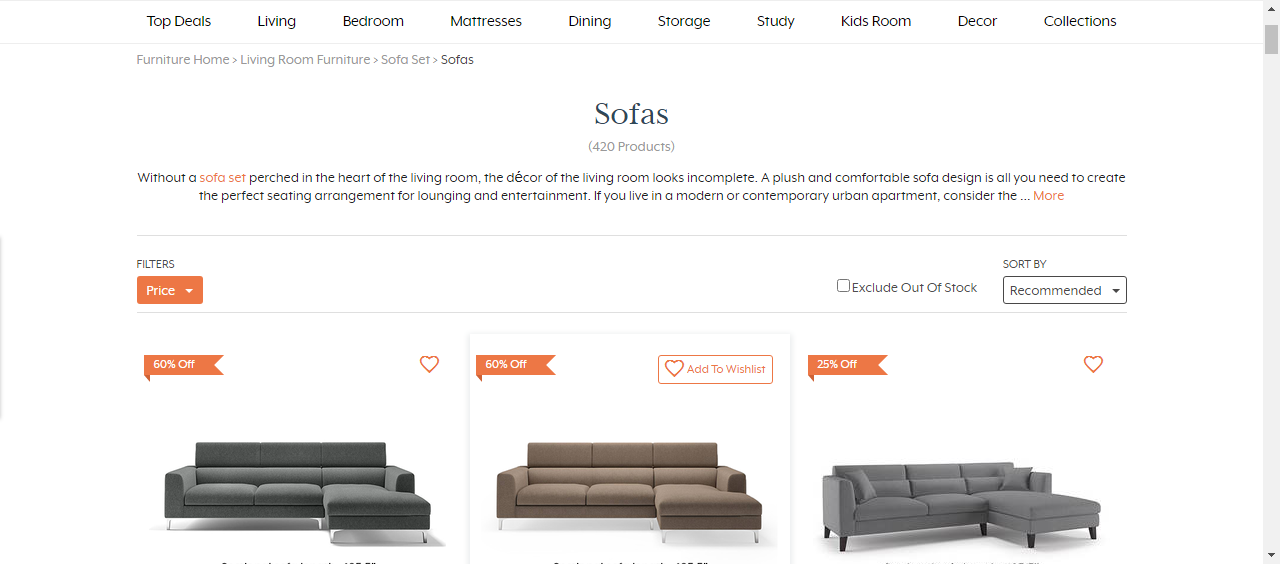 Top Deals Living Bedroom Mattresses Dining Storage Study Kids Room Decor Collections
Furniture Home > Living Room Furniture > Sofa Set > Sofas
Sofas
(420 Products)
Without a sofa set perched in the heart of the living room, the décor of the living room looks incomplete. A plush and comfortable sofa design is all you need to create
the perfect seating arrangement for lounging and entertainment. If you live in a modern or contemporary urban apartment, consider the ... More
FILTERS
Price
Exclude Out Of Stock
SORT BY
Recommended
60% Off
60% Off
Add To Wishlist
25% Off